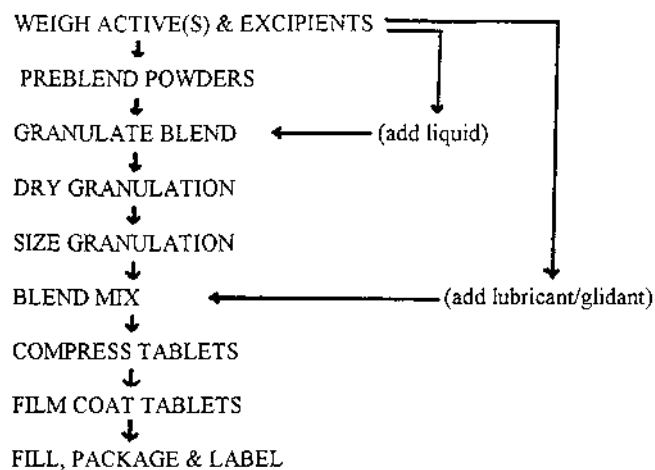 WEIGH ACTIVE(S) & EXCIPIENTS
PREBLEND POWDERS
GRANULATE BLEND
(add liquid)
DRY GRANULATION
SIZE GRANULATION
BLEND MIX
(add lubricant/glidant)
COMPRESS TABLETS
FILM COAT TABLETS
FILL, PACKAGE & LABEL